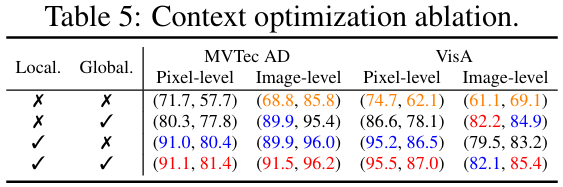 Table 5: Context optimization ablation.
Local. Global. MVTec AD VisA
Pixel-level Image-level Pixel-level Image-level
✗ ✗ (71.7, 57.7) (68.8, 85.8) (74.7, 62.1) (61.1, 69.1)
✗ ✓ (80.3, 77.8) (89.9, 95.4) (86.6, 78.1) (82.2, 84.9)
✓ ✗ (91.0, 80.4) (89.9, 96.0) (95.2, 86.5) (79.5, 83.2)
✓ ✓ (91.1, 81.4) (91.5, 96.2) (95.5, 87.0) (82.1, 85.4)